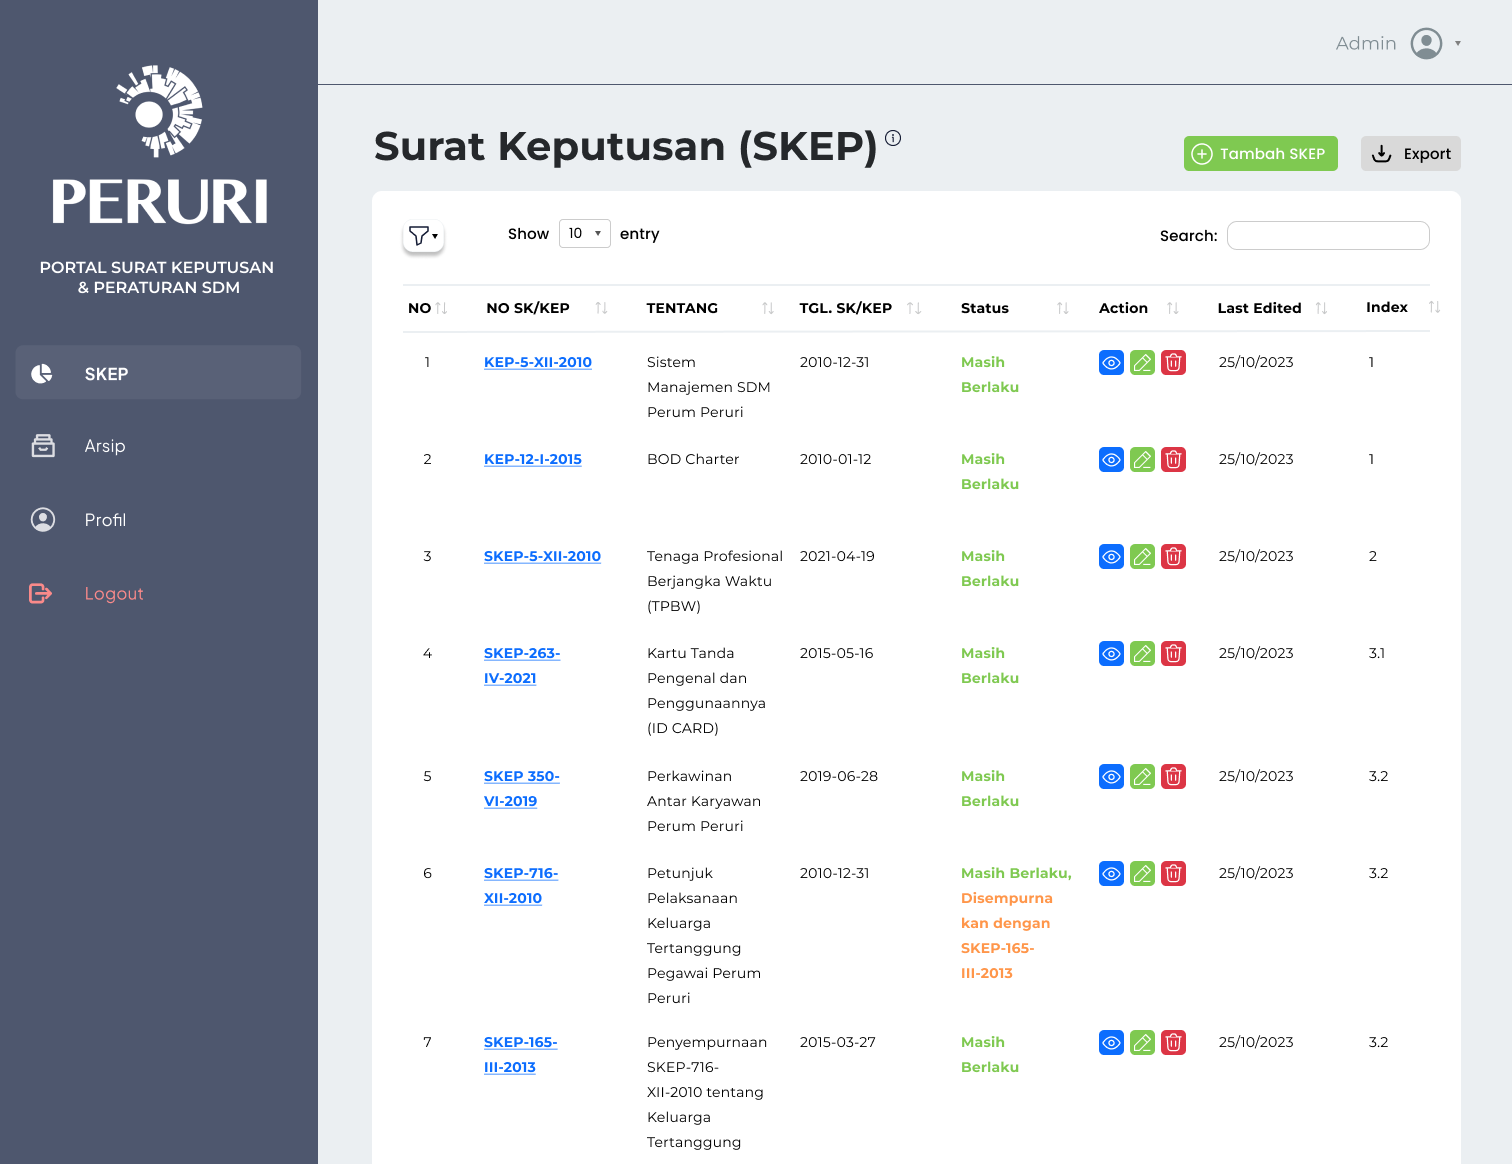 Admin
PERURI
PORTAL SURAT KEPUTUSAN
& PERATURAN SDM
SKEP
Arsip
Profil
Logout
Surat Keputusan (SKEP)
Tambah SKEP
Export
Show 10 entry
Search:
NO NO SK/KEP TENTANG TGL. SK/KEP Status Action Last Edited Index
1 KEP-5-XII-2010 Sistem 2010-12-31 Masih 25/10/2023 1
Manajemen SDM Berlaku
Perum Peruri
2 KEP-12-I-2015 BOD Charter 2010-01-12 Masih 25/10/2023 1
Berlaku
3 SKEP-5-XII-2010 Tenaga Profesional 2021-04-19 Masih 25/10/2023 2
Berjangka Waktu Berlaku
(TPBW)
4 SKEP-263- Kartu Tanda 2015-05-16 Masih 25/10/2023 3.1
IV-2021 Pengenal dan Berlaku
Penggunaannya
(ID CARD)
5 SKEP 350- Perkawinan 2019-06-28 Masih 25/10/2023 3.2
VI-2019 Antar Karyawan Berlaku
Perum Peruri
6 SKEP-716- Petunjuk 2010-12-31 Masih Berlaku, 25/10/2023 3.2
XII-2010 Pelaksanaan Disempurna
Keluarga kan dengan
Tertanggung SKEP-165-
Pegawai Perum III-2013
Peruri
7 SKEP-165- Penyempurnaan 2015-03-27 Masih 25/10/2023 3.2
III-2013 SKEP-716- Berlaku
XII-2010 tentang
Keluarga
Tertanggung